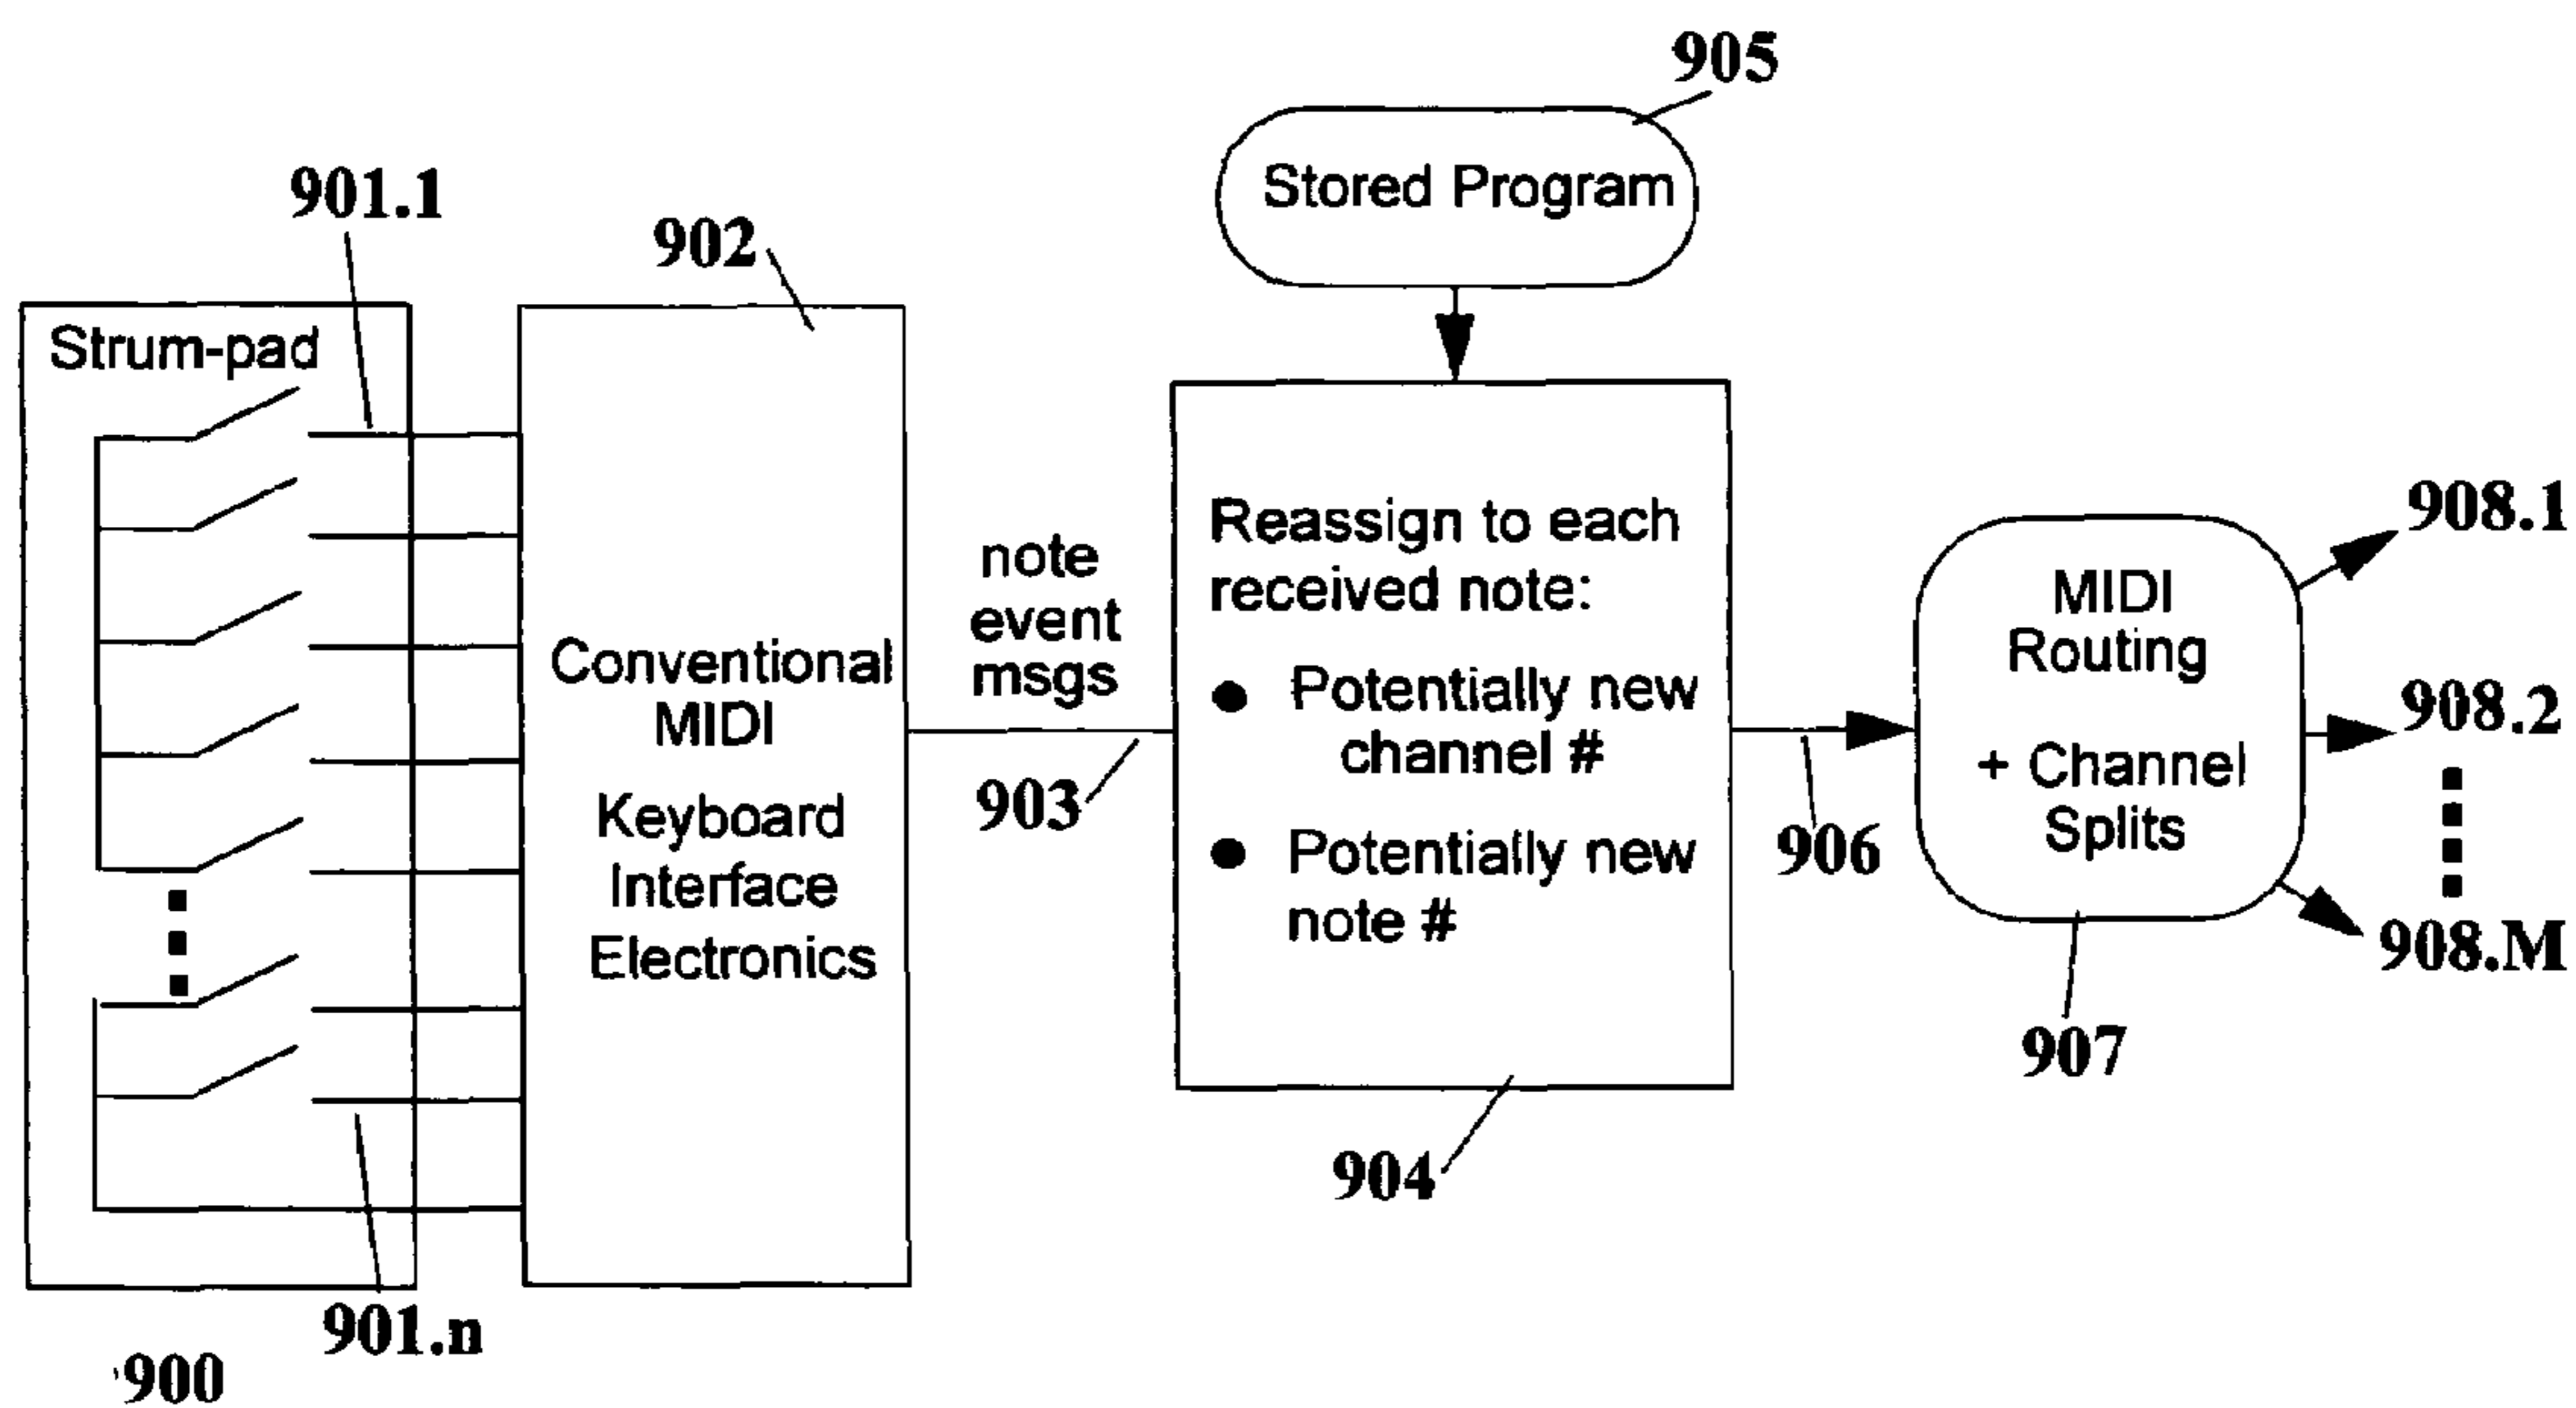 905
Stored Program
901.1
902
Strum-pad
Conventional
MIDI
Keyboard
Interface
Electronics
note
event
msgs
903
Reassign to each
received note:
● Potentially new
channel #
● Potentially new
note #
904
906
MIDI
Routing
+ Channel
Splits
907
908.1
908.2
908.M
901.n
900